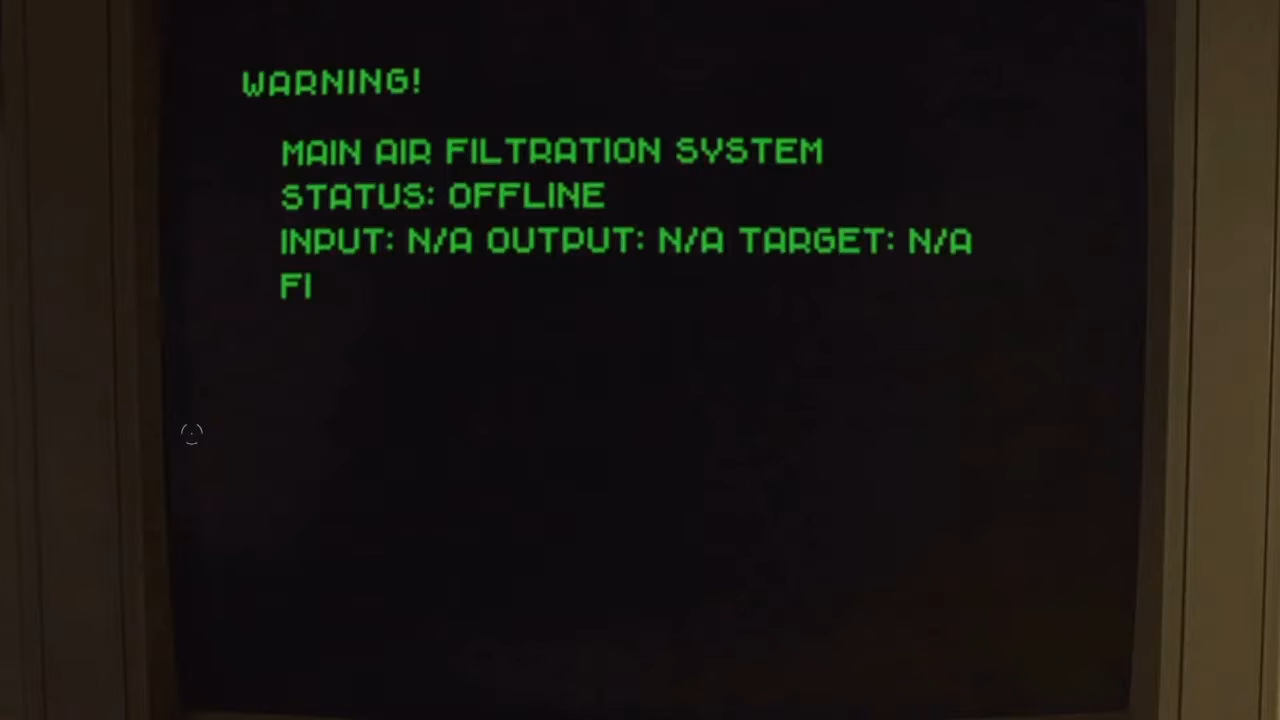 WARNING!
MAIN AIR FILTRATION SYSTEM
STATUS: OFFLINE
INPUT: N/A OUTPUT: N/A TARGET: N/A
FI